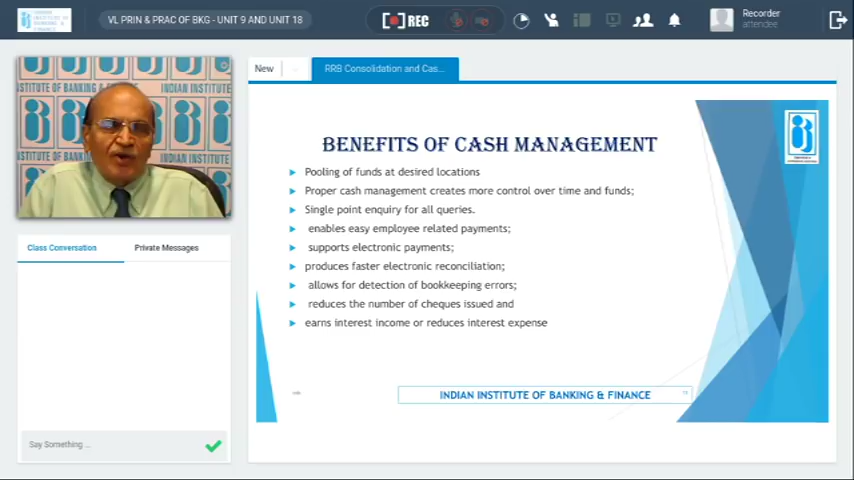 VL PRIN & PRAC OF BKG - UNIT 9 AND UNIT 18
REC
Recorder
attendee
New
RRB Consolidation and Cas...
INDIAN INSTITUTE
INDIAN INSTITUTE
BENEFITS OF CASH MANAGEMENT
Pooling of funds at desired locations
Proper cash management creates more control over time and funds;
Single point enquiry for all queries.
enables easy employee related payments;
supports electronic payments;
produces faster electronic reconciliation;
allows for detection of bookkeeping errors;
reduces the number of cheques issued and
earns interest income or reduces interest expense
INDIAN INSTITUTE OF BANKING & FINANCE
Class Conversation
Private Messages
Say Something ...